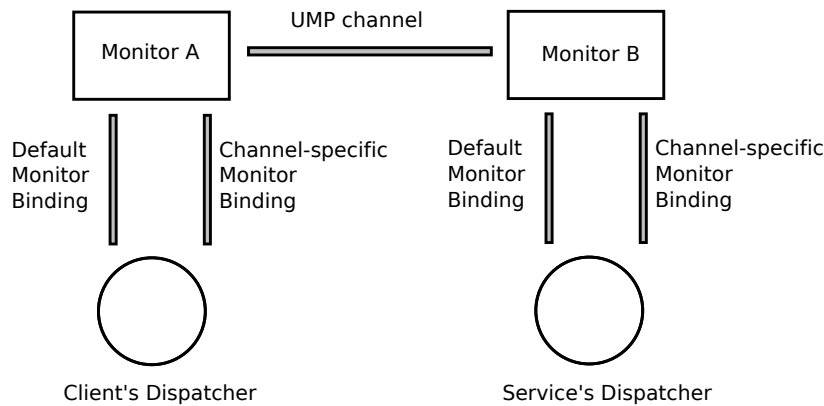 UMP channel
Monitor A
Monitor B
Default
Monitor
Binding
Channel-specific
Monitor
Binding
Default
Monitor
Binding
Channel-specific
Monitor
Binding
Client's Dispatcher
Service's Dispatcher